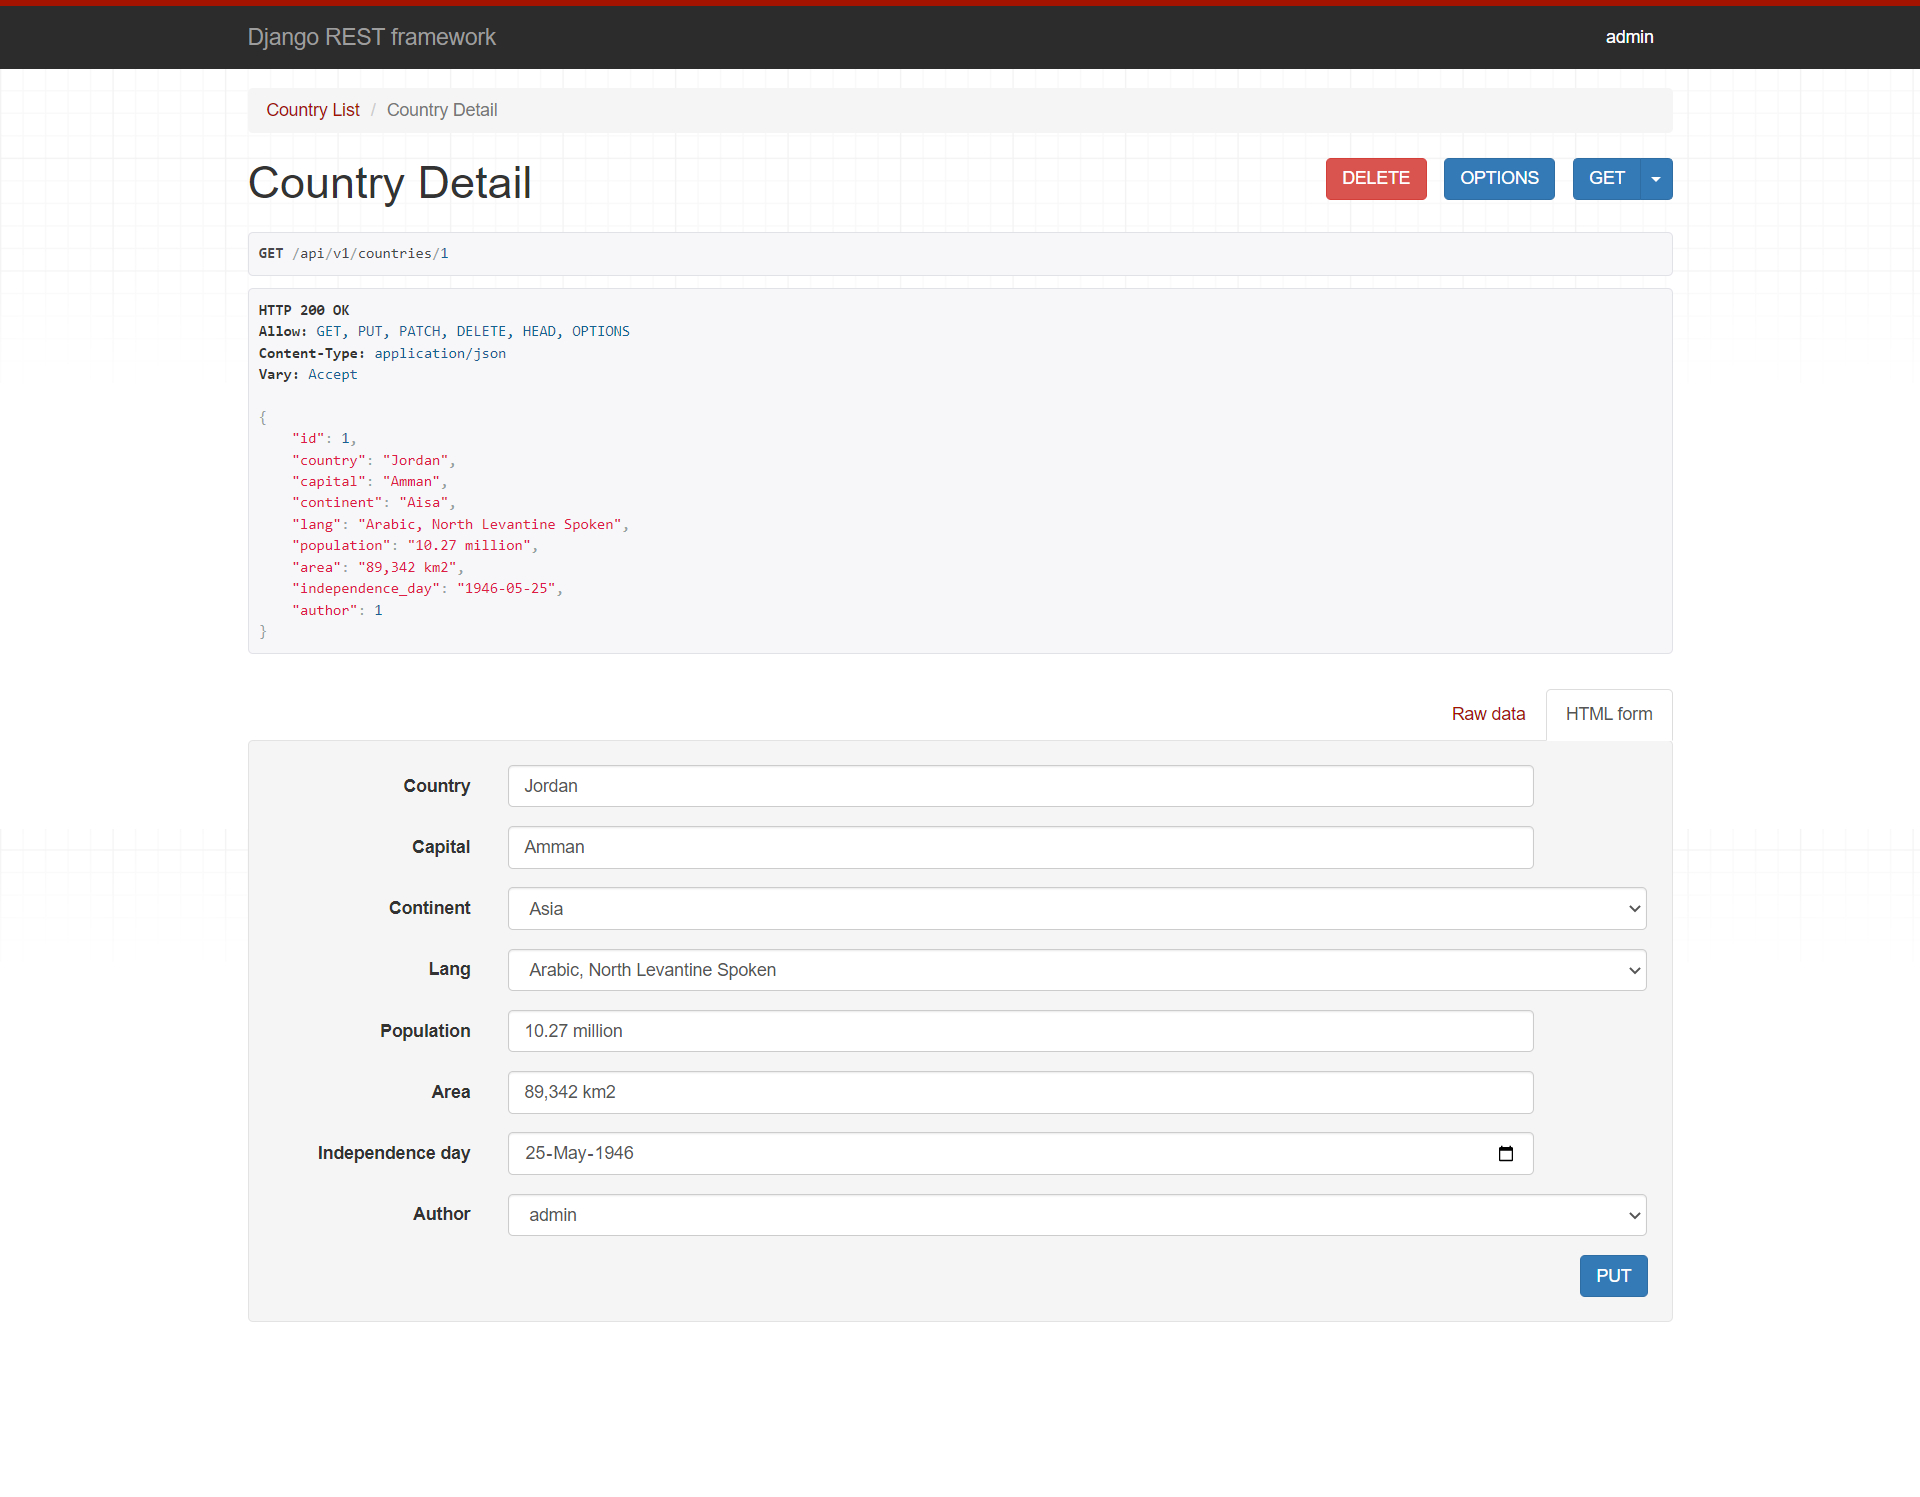 Django REST framework
admin
Country List / Country Detail
Country Detail
DELETE
OPTIONS
GET
GET /api/v1/countries/1
HTTP 200 OK
Allow: GET, PUT, PATCH, DELETE, HEAD, OPTIONS
Content-Type: application/json
Vary: Accept
{
    "id": 1,
    "country": "Jordan",
    "capital": "Amman",
    "continent": "Aisa",
    "lang": "Arabic, North Levantine Spoken",
    "population": "10.27 million",
    "area": "89,342 km2",
    "independence_day": "1946-05-25",
    "author": 1
}
Raw data
HTML form
Country
Jordan
Capital
Amman
Continent
Asia
Lang
Arabic, North Levantine Spoken
Population
10.27 million
Area
89,342 km2
Independence day
25-May-1946
Author
admin
PUT